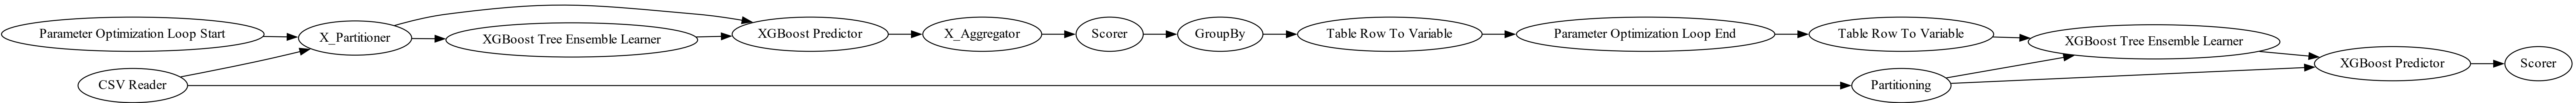 Parameter Optimization Loop Start
CSV Reader
X_Partitioner
XGBoost Tree Ensemble Learner
XGBoost Predictor
X_Aggregator
Scorer
GroupBy
Table Row To Variable
Parameter Optimization Loop End
Table Row To Variable
Partitioning
XGBoost Tree Ensemble Learner
XGBoost Predictor
Scorer